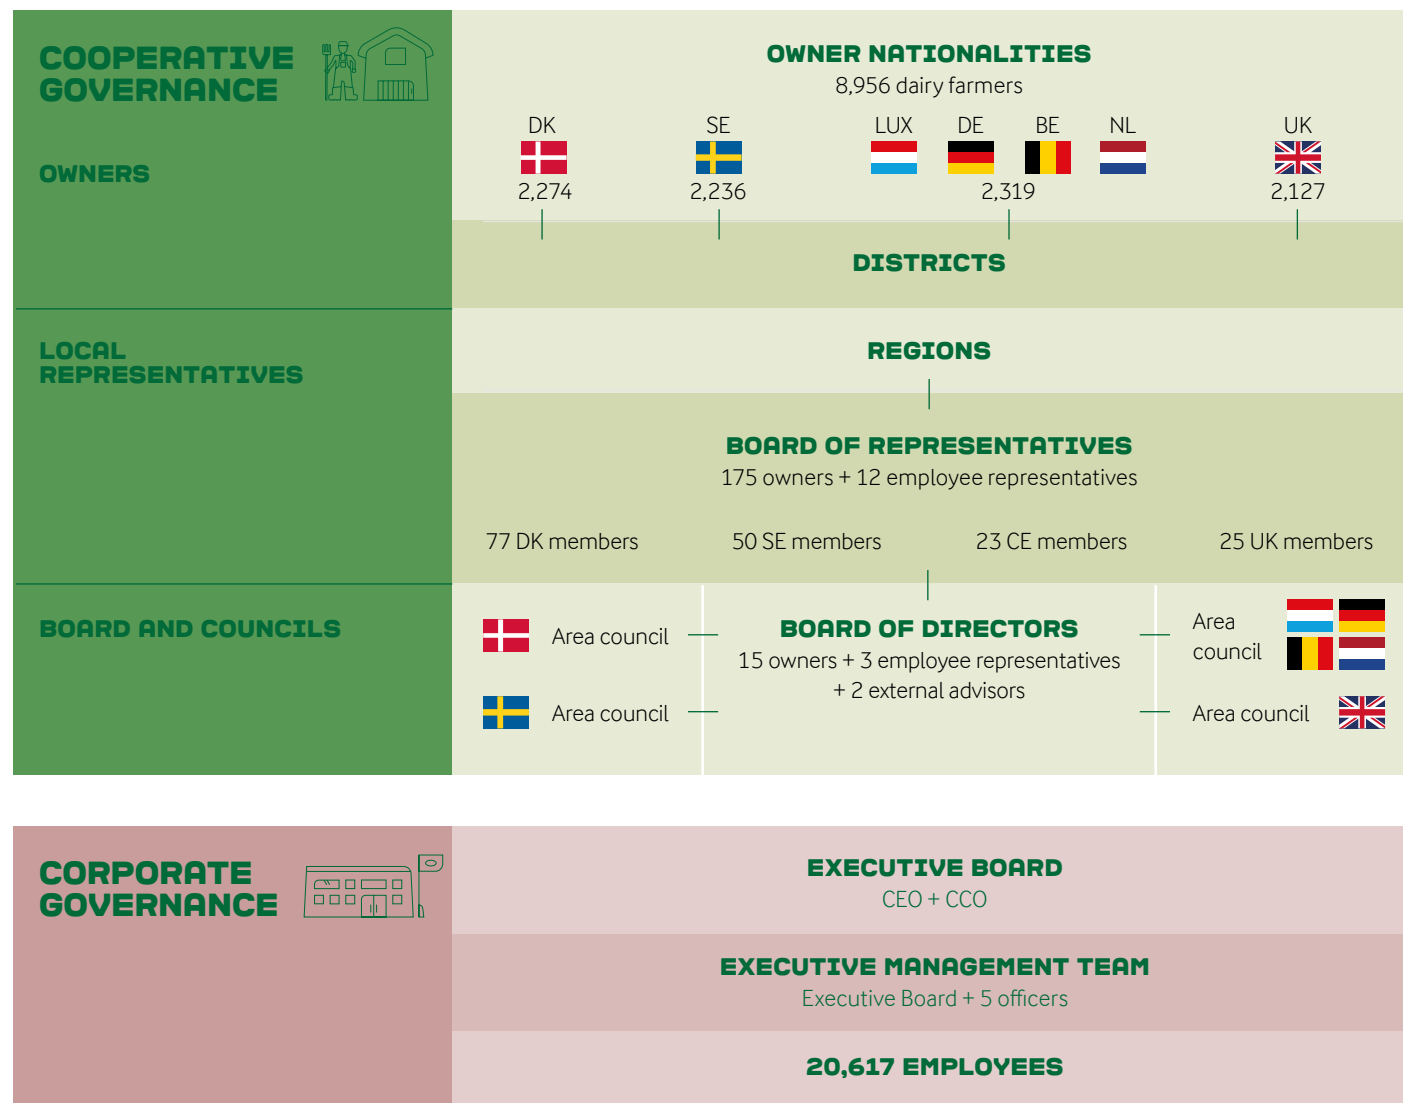 COOPERATIVE
GOVERNANCE
OWNERS
OWNER NATIONALITIES
8,956 dairy farmers
DK SE LUX DE BE NL UK
2,274 2,236 2,319 2,127
DISTRICTS
LOCAL
REPRESENTATIVES
REGIONS
BOARD OF REPRESENTATIVES
175 owners + 12 employee representatives
77 DK members 50 SE members 23 CE members 25 UK members
BOARD AND COUNCILS
Area council
Area council
BOARD OF DIRECTORS
15 owners + 3 employee representatives
+ 2 external advisors
Area
council
Area council
CORPORATE
GOVERNANCE
EXECUTIVE BOARD
CEO + CCO
EXECUTIVE MANAGEMENT TEAM
Executive Board + 5 officers
20,617 EMPLOYEES